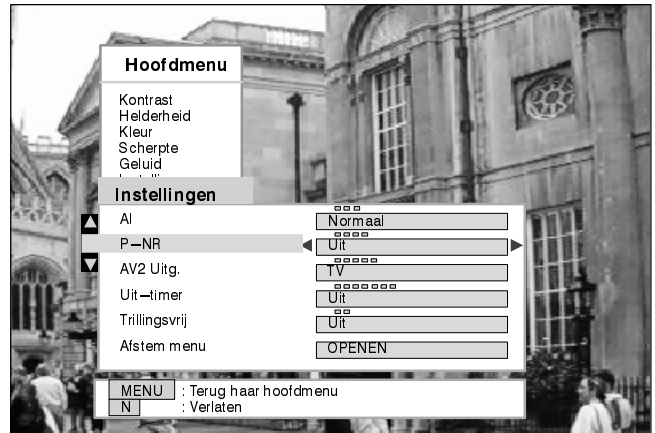 Hoofdmenu
Kontrast
Helderheid
Kleur
Scherpte
Geluid
Instellingen
AI Normaal
P–NR Uit
AV2 Uitg. TV
Uit–timer Uit
Trillingsvrij Uit
Afstem menu OPENEN
MENU : Terug haar hoofdmenu
N : Verlaten